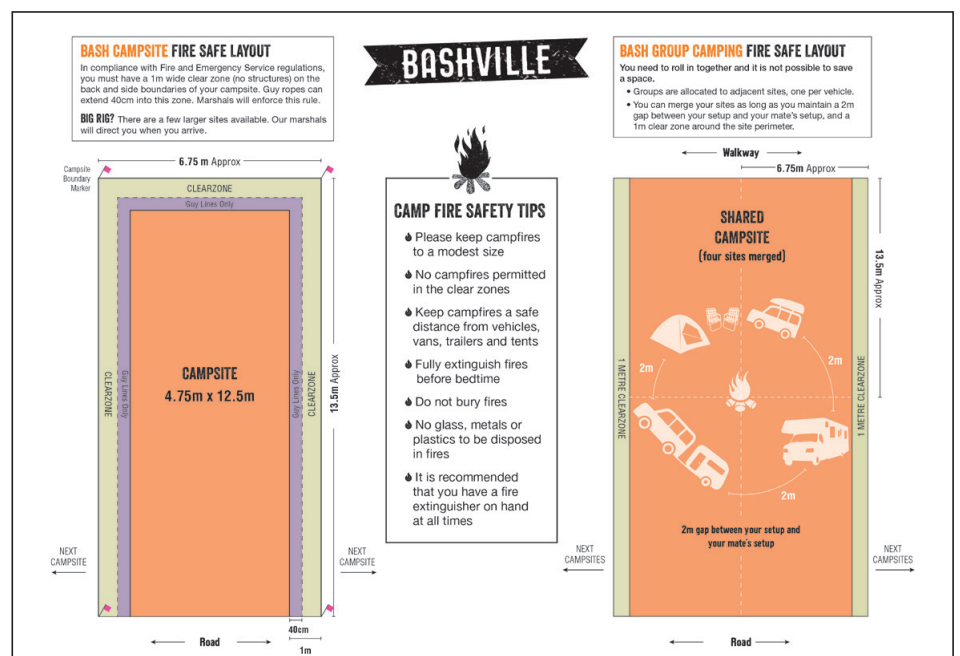 BASH CAMPSITE FIRE SAFE LAYOUT
In compliance with Fire and Emergency Service regulations,
you must have a 1m wide clear zone (no structures) on the
back and side boundaries of your campsite. Guy ropes can
extend 40cm into this zone. Marshals will enforce this rule.
BIG RIG? There are a few larger sites available. Our marshals
will direct you when you arrive.
6.75 m Approx
Campsite
Boundary
Marker
CLEARZONE
Guy Lines Only
CLEARZONE
Guy Lines Only
CAMPSITE
4.75m x 12.5m
Guy Lines Only
CLEARZONE
13.5m Approx
NEXT
CAMPSITE
NEXT
CAMPSITE
40cm
Road
1m
BASHVILLE
CAMP FIRE SAFETY TIPS
Please keep campfires
to a modest size
No campfires permitted
in the clear zones
Keep campfires a safe
distance from vehicles,
vans, trailers and tents
Fully extinguish fires
before bedtime
Do not bury fires
No glass, metals or
plastics to be disposed
in fires
It is recommended
that you have a fire
extinguisher on hand
at all times
BASH GROUP CAMPING FIRE SAFE LAYOUT
You need to roll in together and it is not possible to save
a space.
• Groups are allocated to adjacent sites, one per vehicle.
• You can merge your sites as long as you maintain a 2m
gap between your setup and your mate's setup, and a
1m clear zone around the site perimeter.
Walkway
6.75m Approx
SHARED
CAMPSITE
(four sites merged)
13.5m Approx
2m
2m
1 METRE CLEARZONE
1 METRE CLEARZONE
2m
2m gap between your setup and
your mate's setup
NEXT
CAMPSITES
NEXT
CAMPSITES
Road